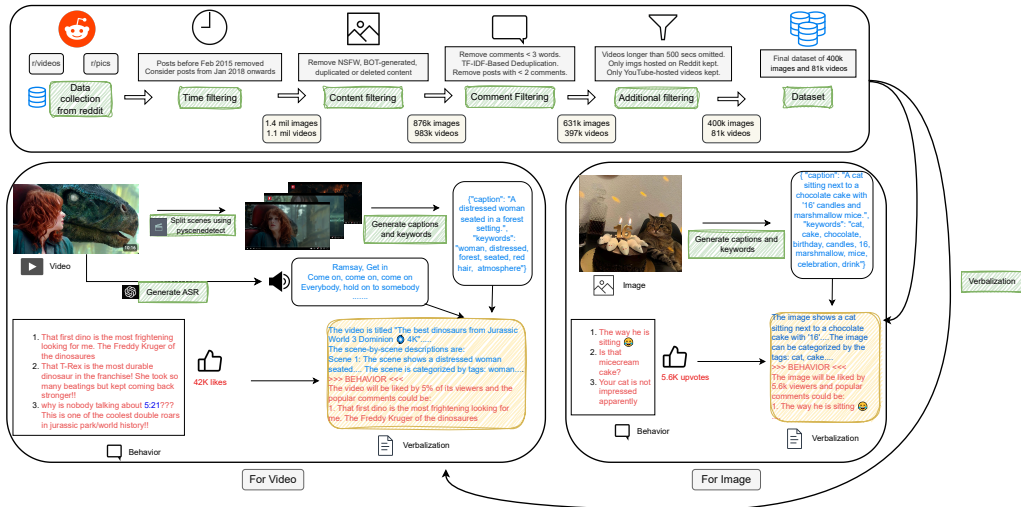 r/videos
r/pics
Data
collection
from reddit
Posts before Feb 2015 removed
Consider posts from Jan 2018 onwards
Time filtering
Remove NSFW, BOT-generated,
duplicated or deleted content
Content filtering
Remove comments < 3 words.
TF-IDF-Based Deduplication.
Remove posts with < 2 comments.
Comment Filtering
Videos longer than 500 secs omitted.
Only imgs hosted on Reddit kept.
Only YouTube-hosted videos kept.
Additional filtering
Final dataset of 400k
images and 81k videos
Dataset
1.4 mil images
1.1 mil videos
876k images
983k videos
631k images
397k videos
400k images
81k videos
10:16
Video
Split scenes using
pyscenedetect
Generate captions
and keywords
{"caption": "A
distressed woman
seated in a forest
setting.",
"keywords":
"woman, distressed,
forest, seated, red
hair, atmosphere"}
Generate ASR
Ramsay, Get in
Come on, come on, come on
Everybody, hold on to somebody
.......
1. That first dino is the most frightening
looking for me. The Freddy Kruger of
the dinosaurs
2. That T-Rex is the most durable
dinosaur in the franchise! She took so
many beatings but kept coming back
stronger!!
3. why is nobody talking about 5:21???
This is one of the coolest double roars
in jurassic park/world history!!
42K likes
Behavior
The video is titled "The best dinosaurs from Jurassic
World 3 Dominion 🧿 4K".....
The scene-by-scene descriptions are:
Scene 1: The scene shows a distressed woman
seated.... The scene is categorized by tags: woman....
>>> BEHAVIOR <<<
The video will be liked by 5% of its viewers and the
popular comments could be:
1. That first dino is the most frightening looking for
me. The Freddy Kruger of the dinosaurs
Verbalization
For Video
Image
Generate captions and
keywords
{ "caption": "A cat
sitting next to a
chocolate cake with
'16' candles and
marshmallow mice.",
"keywords": "cat,
cake, chocolate,
birthday, candles, 16,
marshmallow, mice,
celebration, drink"}
1. The way he is
sitting 😄
2. Is that
micecream
cake?
3. Your cat is not
impressed
apparently
5.6K upvotes
Behavior
The image shows a cat
sitting next to a chocolate
cake with '16'....The image
can be categorized by the
tags: cat, cake....
>>> BEHAVIOR <<<
The image will be liked by
5.6k viewers and popular
comments could be:
1. The way he is sitting 😄
Verbalization
For Image
Verbalization